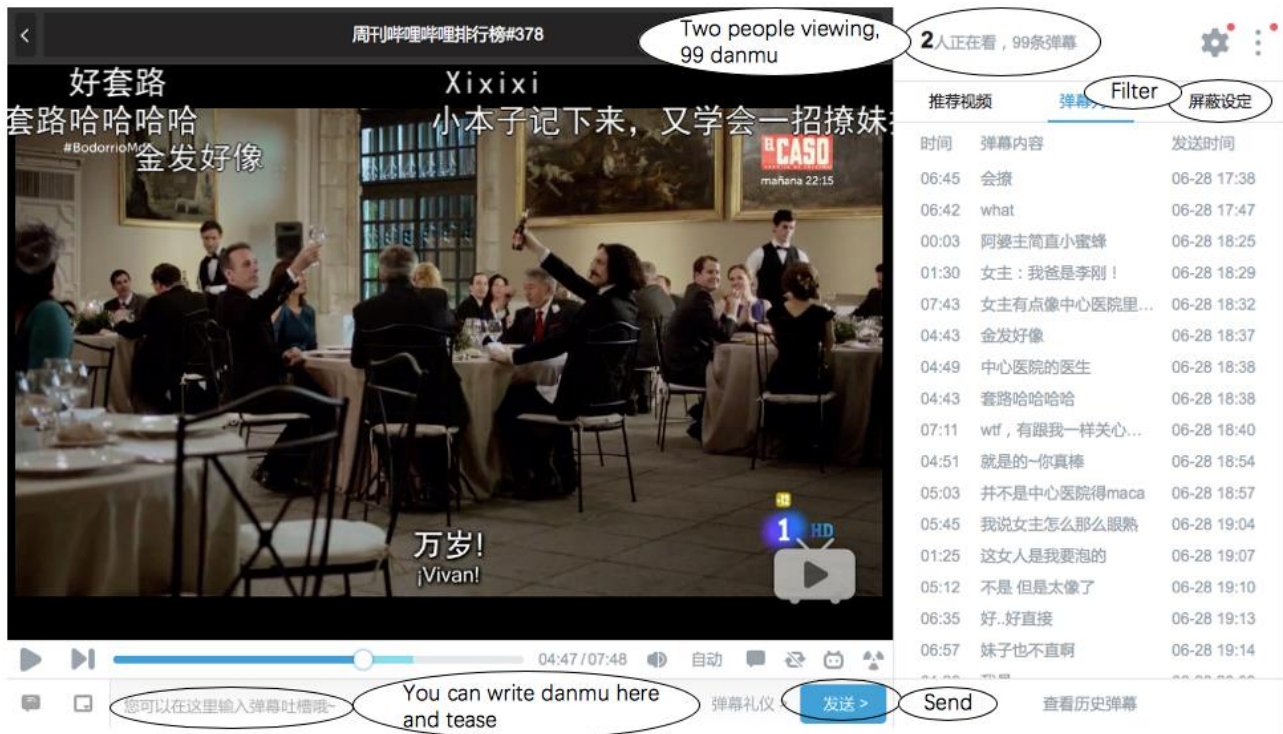 周刊哔哩哔哩排行榜#378
Two people viewing,
99 danmu
2人正在看，99条弹幕
好套路
Xixixi
套路哈哈哈哈
小本子记下来，又学会一招撩妹
金发好像
EL CASO
mañana 22:15
推荐视频
弹幕
Filter
屏蔽设定
时间 弹幕内容 发送时间
06:45 会撩 06-28 17:38
06:42 what 06-28 17:47
00:03 阿婆主简直小蜜蜂 06-28 18:25
01:30 女主：我爸是李刚！ 06-28 18:29
07:43 女主有点像中心医院里... 06-28 18:32
04:43 金发好像 06-28 18:37
04:49 中心医院的医生 06-28 18:38
04:43 套路哈哈哈哈 06-28 18:38
07:11 wtf，有跟我一样关心... 06-28 18:40
04:51 就是的~你真棒 06-28 18:54
05:03 并不是中心医院得maca 06-28 18:57
05:45 我说女主怎么那么眼熟 06-28 19:04
01:25 这女人是我要泡的 06-28 19:07
05:12 不是 但是太像了 06-28 19:10
06:35 好..好直接 06-28 19:13
06:57 妹子也不直啊 06-28 19:14
-12
1 HD
万岁!
¡Vivan!
04:47/07:48
自动
您可以在这里输入弹幕吐槽哦~
You can write danmu here
and tease
弹幕礼仪 >
发送 >
Send
查看历史弹幕